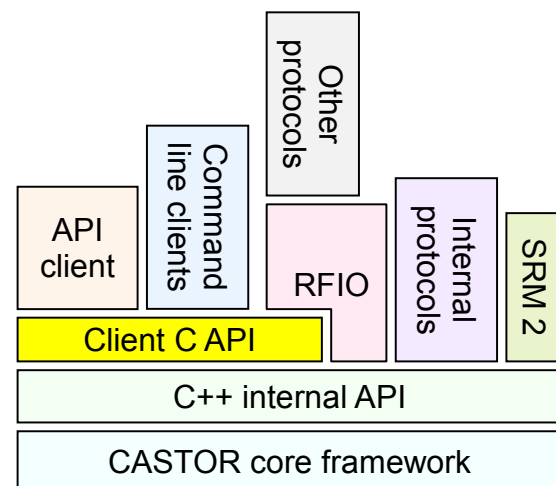 Other
protocols
Command
line clients
API
client
Internal
protocols
SRM 2
RFIO
Client C API
C++ internal API
CASTOR core framework